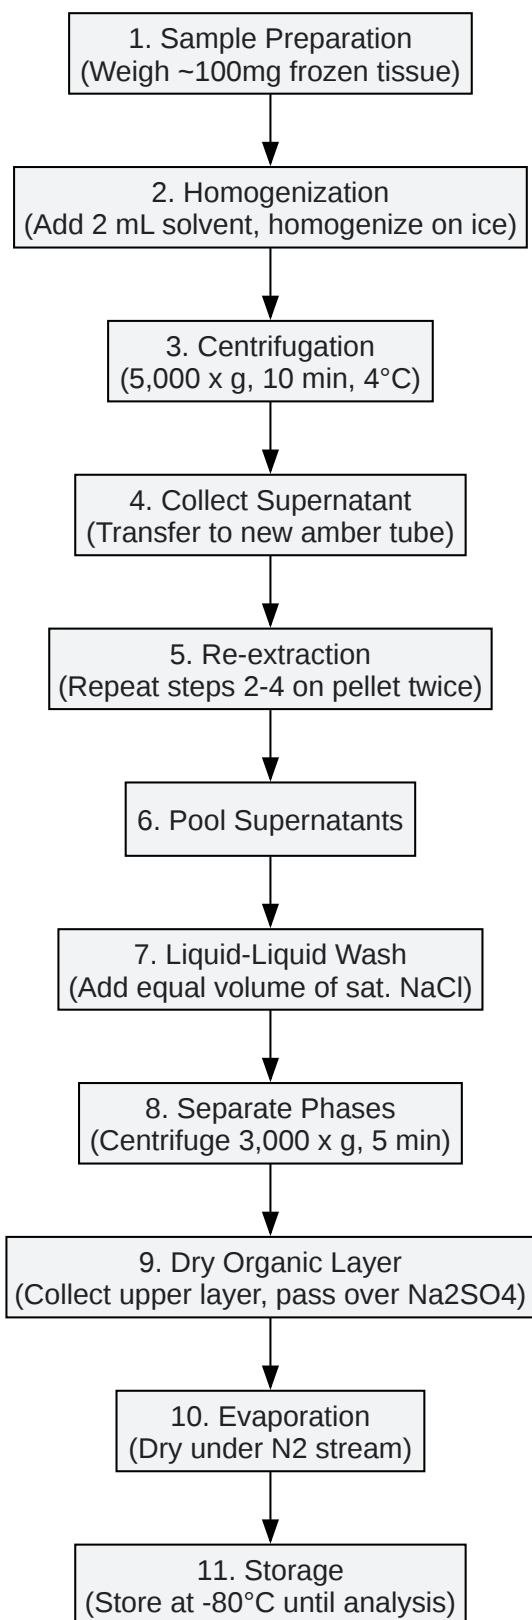 1. Sample Preparation
(Weigh ~100mg frozen tissue)
2. Homogenization
(Add 2 mL solvent, homogenize on ice)
3. Centrifugation
(5,000 x g, 10 min, 4°C)
4. Collect Supernatant
(Transfer to new amber tube)
5. Re-extraction
(Repeat steps 2-4 on pellet twice)
6. Pool Supernatants
7. Liquid-Liquid Wash
(Add equal volume of sat. NaCl)
8. Separate Phases
(Centrifuge 3,000 x g, 5 min)
9. Dry Organic Layer
(Collect upper layer, pass over Na2SO4)
10. Evaporation
(Dry under N2 stream)
11. Storage
(Store at -80°C until analysis)